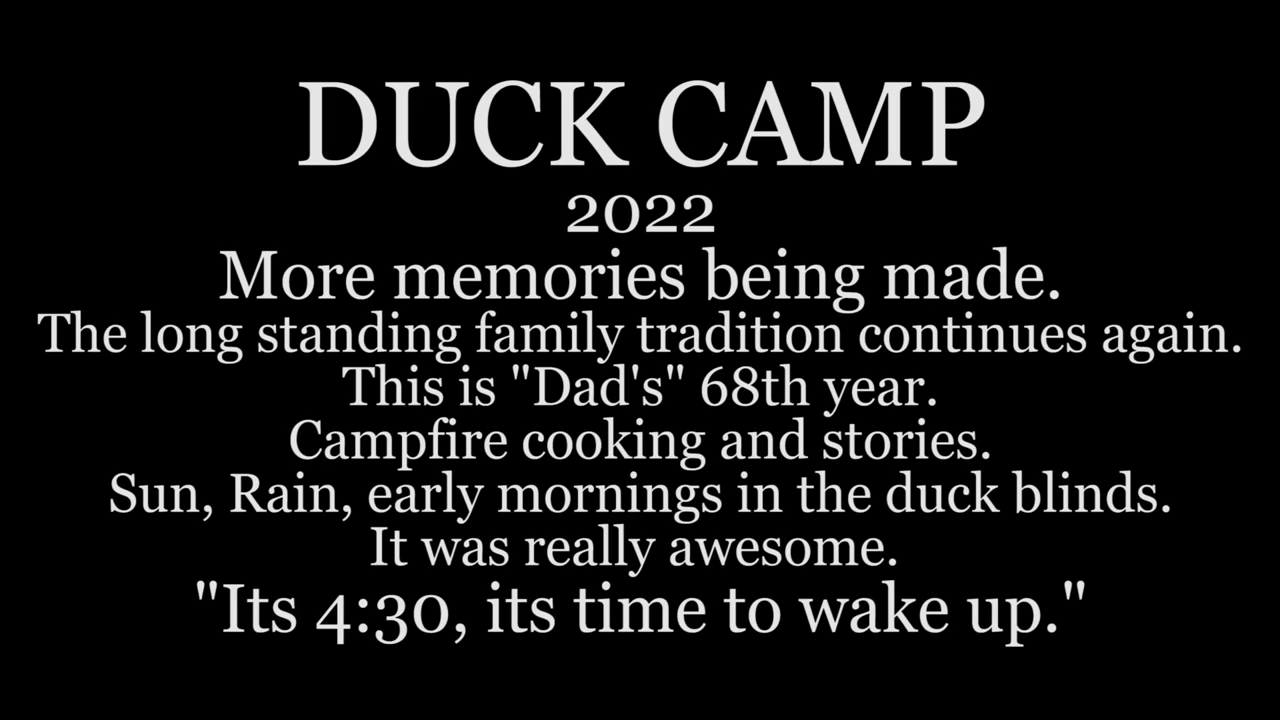 DUCK CAMP
2022
More memories being made.
The long standing family tradition continues again.
This is "Dad's" 68th year.
Campfire cooking and stories.
Sun, Rain, early mornings in the duck blinds.
It was really awesome.
"Its 4:30, its time to wake up."